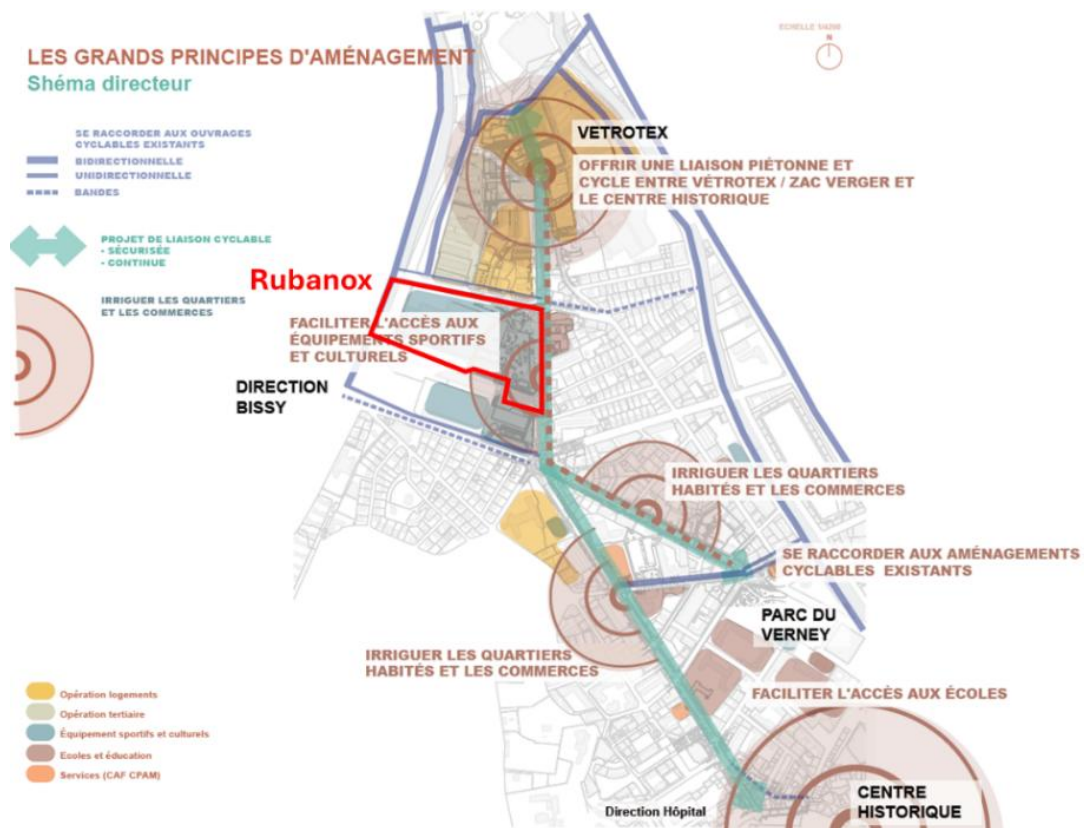 ECHELLE 1/4200
N
LES GRANDS PRINCIPES D'AMÉNAGEMENT
Shéma directeur
SE RACCORDER AUX OUVRAGES
CYCLABLES EXISTANTS
BIDIRECTIONNELLE
UNIDIRECTIONNELLE
BANDES
PROJET DE LIAISON CYCLABLE
- SÉCURISÉE
- CONTINUE
IRRIGUER LES QUARTIERS
ET LES COMMERCES
VETROTEX
OFFRIR UNE LIAISON PIÉTONNE ET
CYCLE ENTRE VÉTROTEX / ZAC VERGER ET
LE CENTRE HISTORIQUE
Rubanox
FACILITER L'ACCÈS AUX
ÉQUIPEMENTS SPORTIFS
ET CULTURELS
DIRECTION
BISSY
IRRIGUER LES QUARTIERS
HABITÉS ET LES COMMERCES
SE RACCORDER AUX AMÉNAGEMENTS
CYCLABLES EXISTANTS
PARC DU
VERNEY
IRRIGUER LES QUARTIERS
HABITÉS ET LES COMMERCES
FACILITER L'ACCÈS AUX ÉCOLES
Opération logements
Opération tertiaire
Équipement sportifs et culturels
Ecoles et éducation
Services (CAF CPAM)
Direction Hôpital
CENTRE
HISTORIQUE